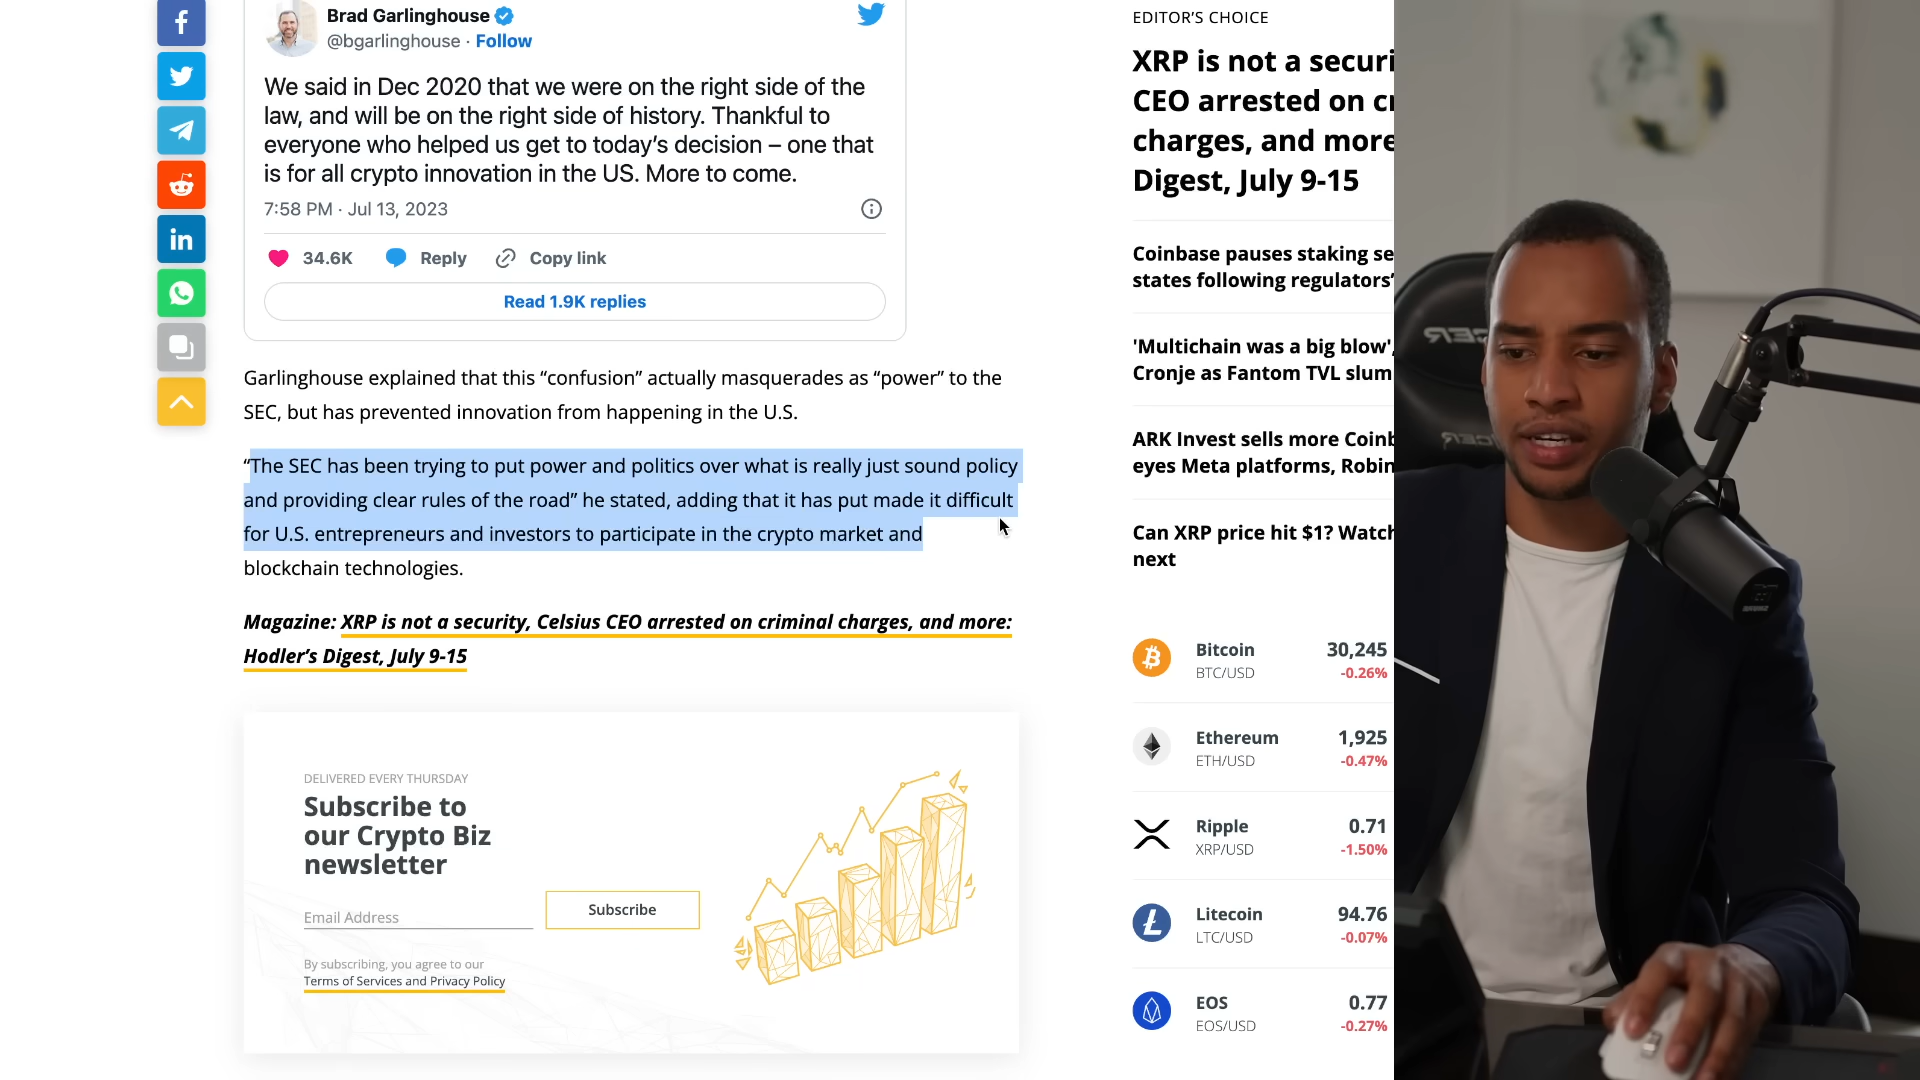 Brad Garlinghouse
@bgarlinghouse · Follow
We said in Dec 2020 that we were on the right side of the
law, and will be on the right side of history. Thankful to
everyone who helped us get to today’s decision – one that
is for all crypto innovation in the US. More to come.
7:58 PM · Jul 13, 2023
34.6K Reply Copy link
Read 1.9K replies
Garlinghouse explained that this “confusion” actually masquerades as “power” to the
SEC, but has prevented innovation from happening in the U.S.
“The SEC has been trying to put power and politics over what is really just sound policy
and providing clear rules of the road” he stated, adding that it has put made it difficult
for U.S. entrepreneurs and investors to participate in the crypto market and
blockchain technologies.
Magazine: XRP is not a security, Celsius CEO arrested on criminal charges, and more:
Hodler’s Digest, July 9-15
DELIVERED EVERY THURSDAY
Subscribe to
our Crypto Biz
newsletter
Email Address
Subscribe
By subscribing, you agree to our
Terms of Services and Privacy Policy
EDITOR’S CHOICE
XRP is not a securi
CEO arrested on cr
charges, and more
Digest, July 9-15
Coinbase pauses staking se
states following regulators’
'Multichain was a big blow',
Cronje as Fantom TVL slum
ARK Invest sells more Coinb
eyes Meta platforms, Robin
Can XRP price hit $1? Watch
next
Bitcoin 30,245
BTC/USD -0.26%
Ethereum 1,925
ETH/USD -0.47%
Ripple 0.71
XRP/USD -1.50%
Litecoin 94.76
LTC/USD -0.07%
EOS 0.77
EOS/USD -0.27%